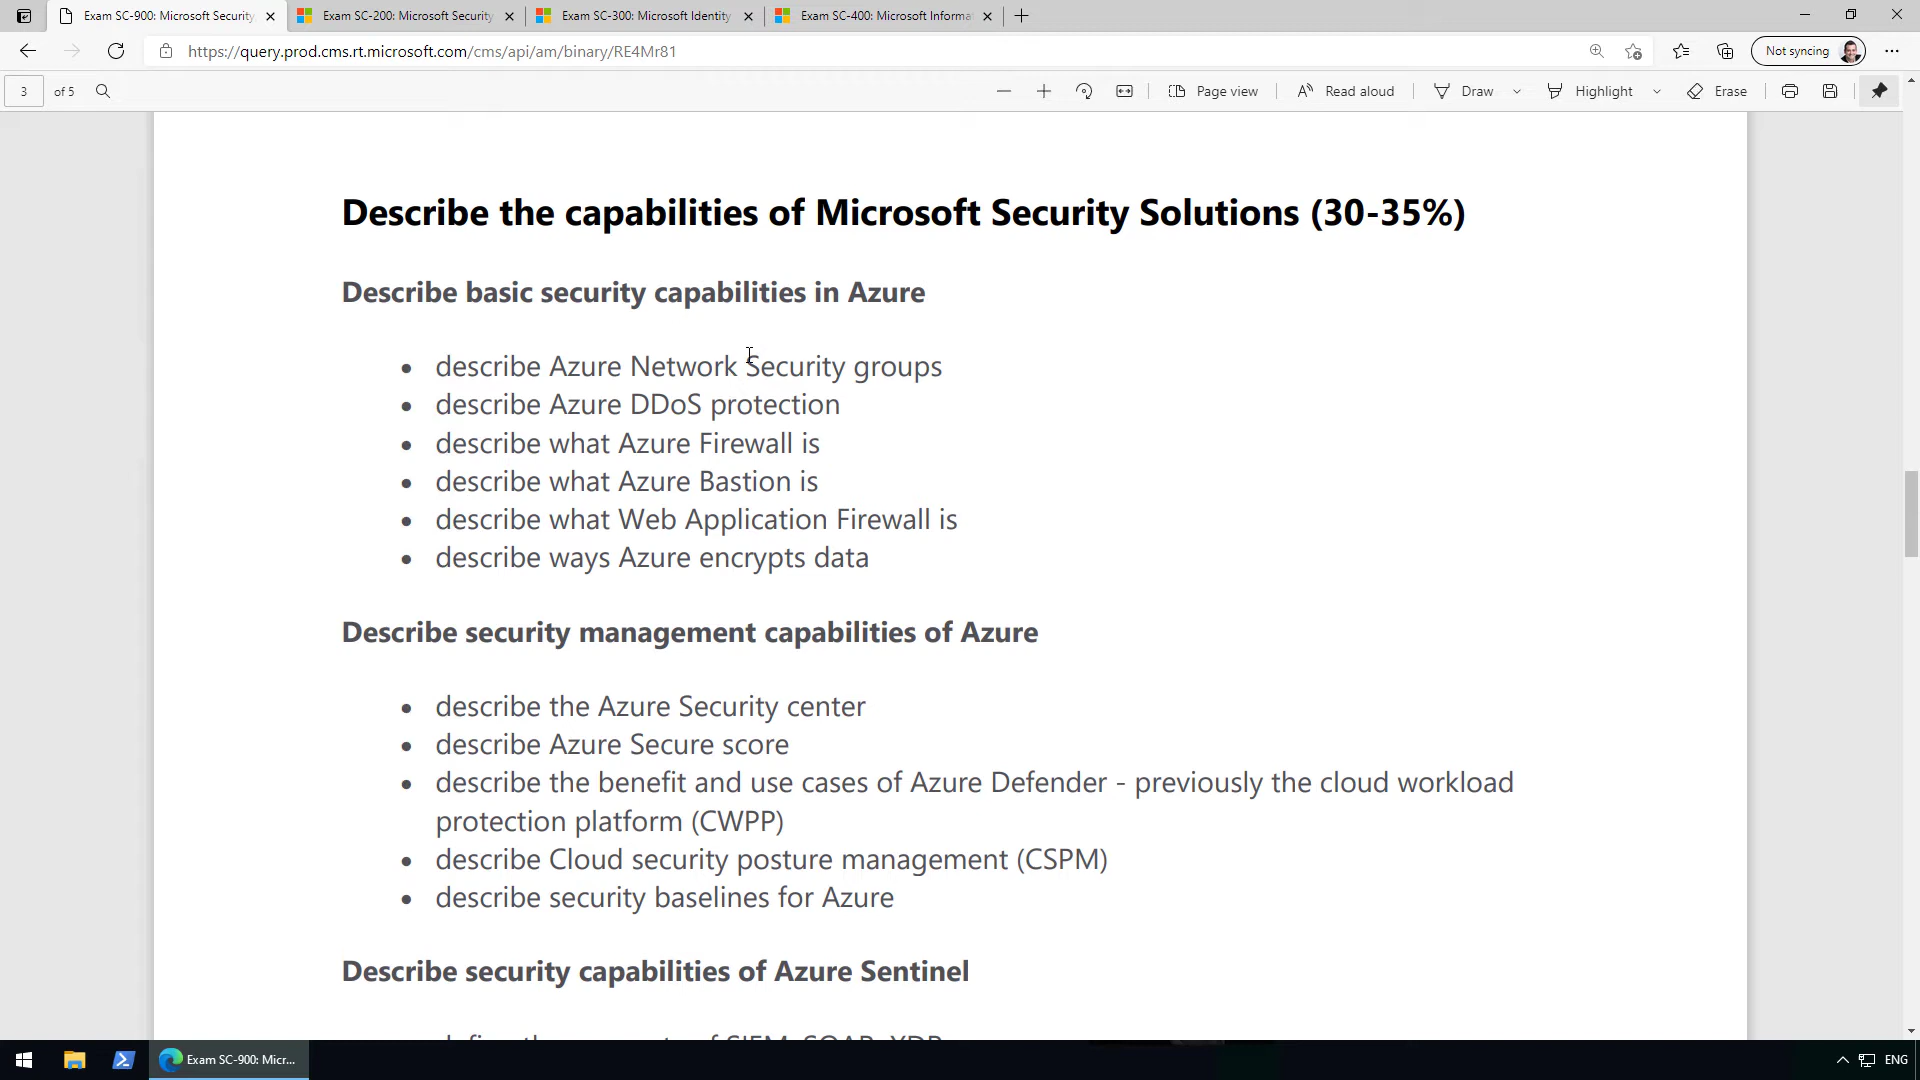 Exam SC-900: Microsoft Security
Exam SC-200: Microsoft Security
Exam SC-300: Microsoft Identity
Exam SC-400: Microsoft Informa
https://query.prod.cms.rt.microsoft.com/cms/api/am/binary/RE4Mr81
Not syncing
3 of 5
Page view
Read aloud
Draw
Highlight
Erase
Describe the capabilities of Microsoft Security Solutions (30-35%)
Describe basic security capabilities in Azure
• describe Azure Network Security groups
• describe Azure DDoS protection
• describe what Azure Firewall is
• describe what Azure Bastion is
• describe what Web Application Firewall is
• describe ways Azure encrypts data
Describe security management capabilities of Azure
• describe the Azure Security center
• describe Azure Secure score
• describe the benefit and use cases of Azure Defender - previously the cloud workload
protection platform (CWPP)
• describe Cloud security posture management (CSPM)
• describe security baselines for Azure
Describe security capabilities of Azure Sentinel
Exam SC-900: Micr...
ENG